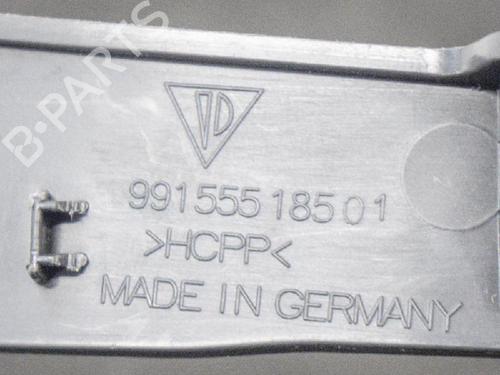 B-PARTS
991 555 185 01
>HCPP<
MADE IN GERMANY